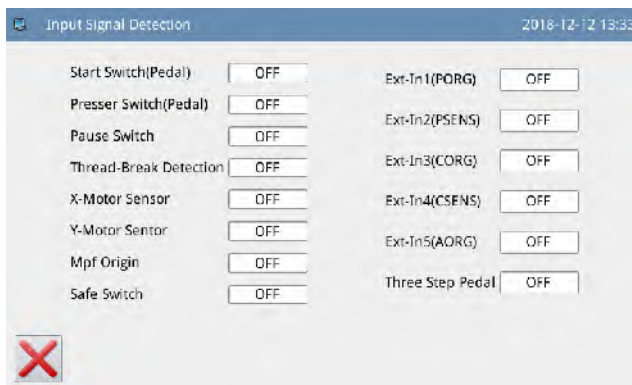 Input Signal Detection 2018-12-12 13:33
Start Switch(Pedal) OFF
Presser Switch(Pedal) OFF
Pause Switch OFF
Thread-Break Detection OFF
X-Motor Sensor OFF
Y-Motor Sentor OFF
Mpf Origin OFF
Safe Switch OFF
Ext-In1(PORG) OFF
Ext-In2(PSENS) OFF
Ext-In3(CORG) OFF
Ext-In4(CSENS) OFF
Ext-In5(AORG) OFF
Three Step Pedal OFF